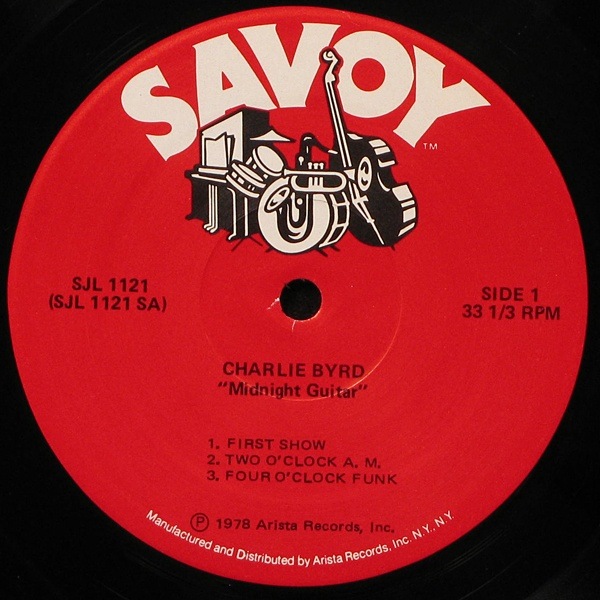 SAVOY
TM
SJL 1121
(SJL 1121 SA)
SIDE 1
33 1/3 RPM
CHARLIE BYRD
"Midnight Guitar"
1. FIRST SHOW
2. TWO O'CLOCK A. M.
3. FOUR O'CLOCK FUNK
℗ 1978 Arista Records, Inc.
Manufactured and Distributed by Arista Records, Inc. N.Y., N.Y.